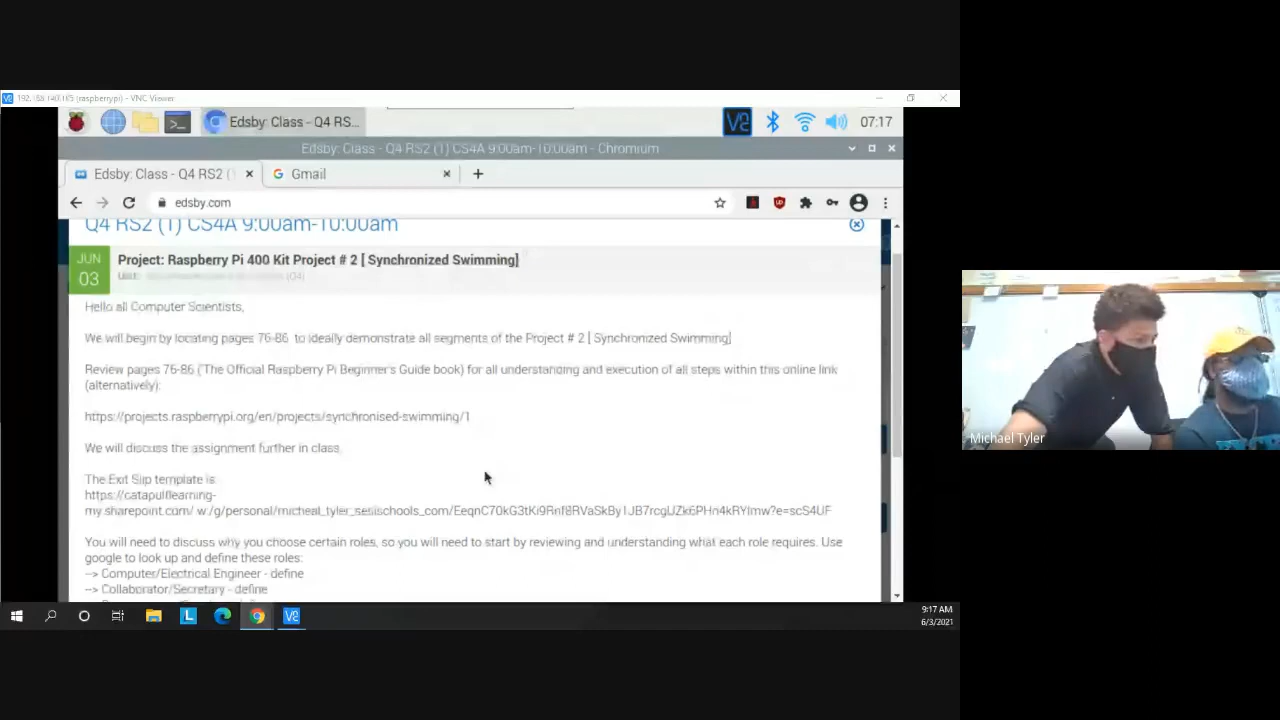 192.168.140.165 (raspberrypi) - VNC Viewer
Edsby: Class - Q4 RS...
07:17
Edsby: Class - Q4 RS2 (1) CS4A 9:00am-10:00am - Chromium
Edsby: Class - Q4 RS2 (
Gmail
edsby.com
Q4 RS2 (1) CS4A 9:00am-10:00am
JUN
03
Project: Raspberry Pi 400 Kit Project # 2 [ Synchronized Swimming]
Hello all Computer Scientists,
We will begin by locating pages 76-86 to ideally demonstrate all segments of the Project # 2 [ Synchronized Swimming]
Review pages 76-86 ('The Official Raspberry Pi Beginner's Guide book) for all understanding and execution of all steps within this online link
(alternatively):
https://projects.raspberrypi.org/en/projects/synchronised-swimming/1
We will discuss the assignment further in class.
The Exit Slip template is:
https://catapultlearning-
You will need to discuss why you choose certain roles, so you will need to start by reviewing and understanding what each role requires. Use
google to look up and define these roles:
--> Computes/Electrical Engineer - define
--> Collaborator/Secretary - define
9:17 AM
6/3/2021
Michael Tyler